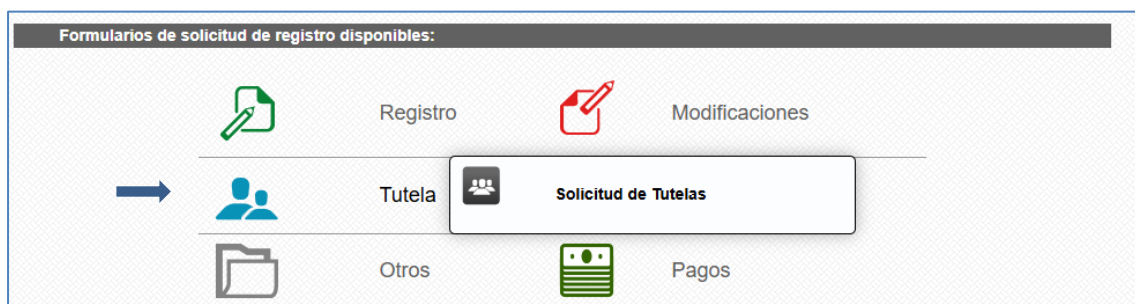 Formularios de solicitud de registro disponibles:
Registro
Modificaciones
Tutela
Solicitud de Tutelas
Otros
Pagos